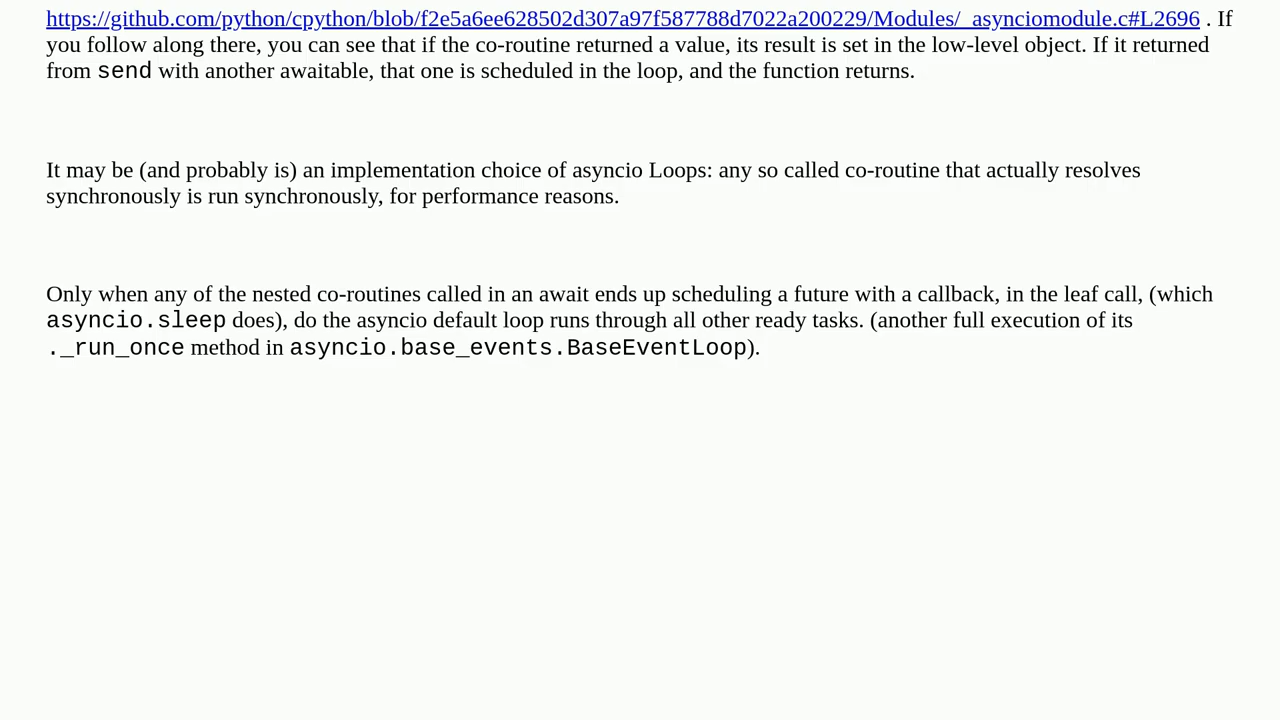 https://github.com/python/cpython/blob/f2e5a6ee628502d307a97f587788d7022a200229/Modules/_asynciomodule.c#L2696 . If
you follow along there, you can see that if the co-routine returned a value, its result is set in the low-level object. If it returned
from send with another awaitable, that one is scheduled in the loop, and the function returns.
It may be (and probably is) an implementation choice of asyncio Loops: any so called co-routine that actually resolves
synchronously is run synchronously, for performance reasons.
Only when any of the nested co-routines called in an await ends up scheduling a future with a callback, in the leaf call, (which
asyncio.sleep does), do the asyncio default loop runs through all other ready tasks. (another full execution of its
._run_once method in asyncio.base_events.BaseEventLoop).